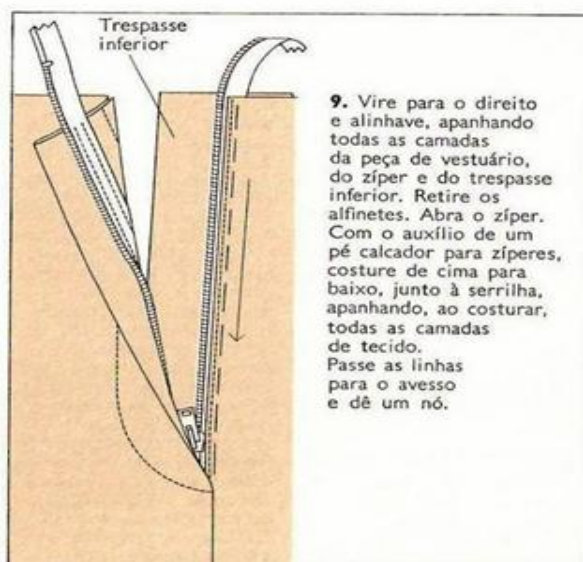 Trespasse
inferior
9. Vire para o direito
e alinhave, apanhando
todas as camadas
da peça de vestuário,
do zíper e do trespasse
inferior. Retire os
alfinetes. Abra o zíper.
Com o auxílio de um
pé calcador para zíperes,
costure de cima para
baixo, junto à serrilha,
apanhando, ao costurar,
todas as camadas
de tecido.
Passe as linhas
para o avesso
e dê um nó.